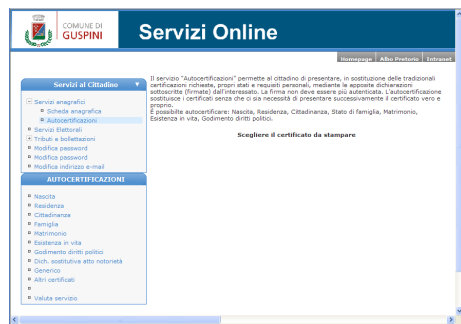 COMUNE DI
GUSPINI
Servizi Online
Homepage Albo Pretorio Intranet
Servizi al Cittadino
Servizi anagrafici
Scheda anagrafica
Autocertificazioni
Servizi Elettorali
Tributi e bollettazioni
Modifica password
Modifica password
Modifica indirizzo e-mail
AUTOCERTIFICAZIONI
Nascita
Residenza
Cittadinanza
Famiglia
Matrimonio
Esistenza in vita
Godimento diritti politici
Dich. sostitutiva atto notorietà
Generico
Altri certificati
Valuta servizio
Il servizio "Autocertificazioni" permette al cittadino di presentare, in sostituzione delle tradizionali
certificazioni richieste, propri stati e requisiti personali, mediante le apposite dichiarazioni
sottoscritte (firmate) dall'interessato. La firma non deve essere più autenticata. L'autocertificazione
sostituisce i certificati senza che ci sia necessità di presentare successivamente il certificato vero e
proprio.
È possibile autocertificare: Nascita, Residenza, Cittadinanza, Stato di famiglia, Matrimonio,
Esistenza in vita, Godimento diritti politici.
Scegliere il certificato da stampare